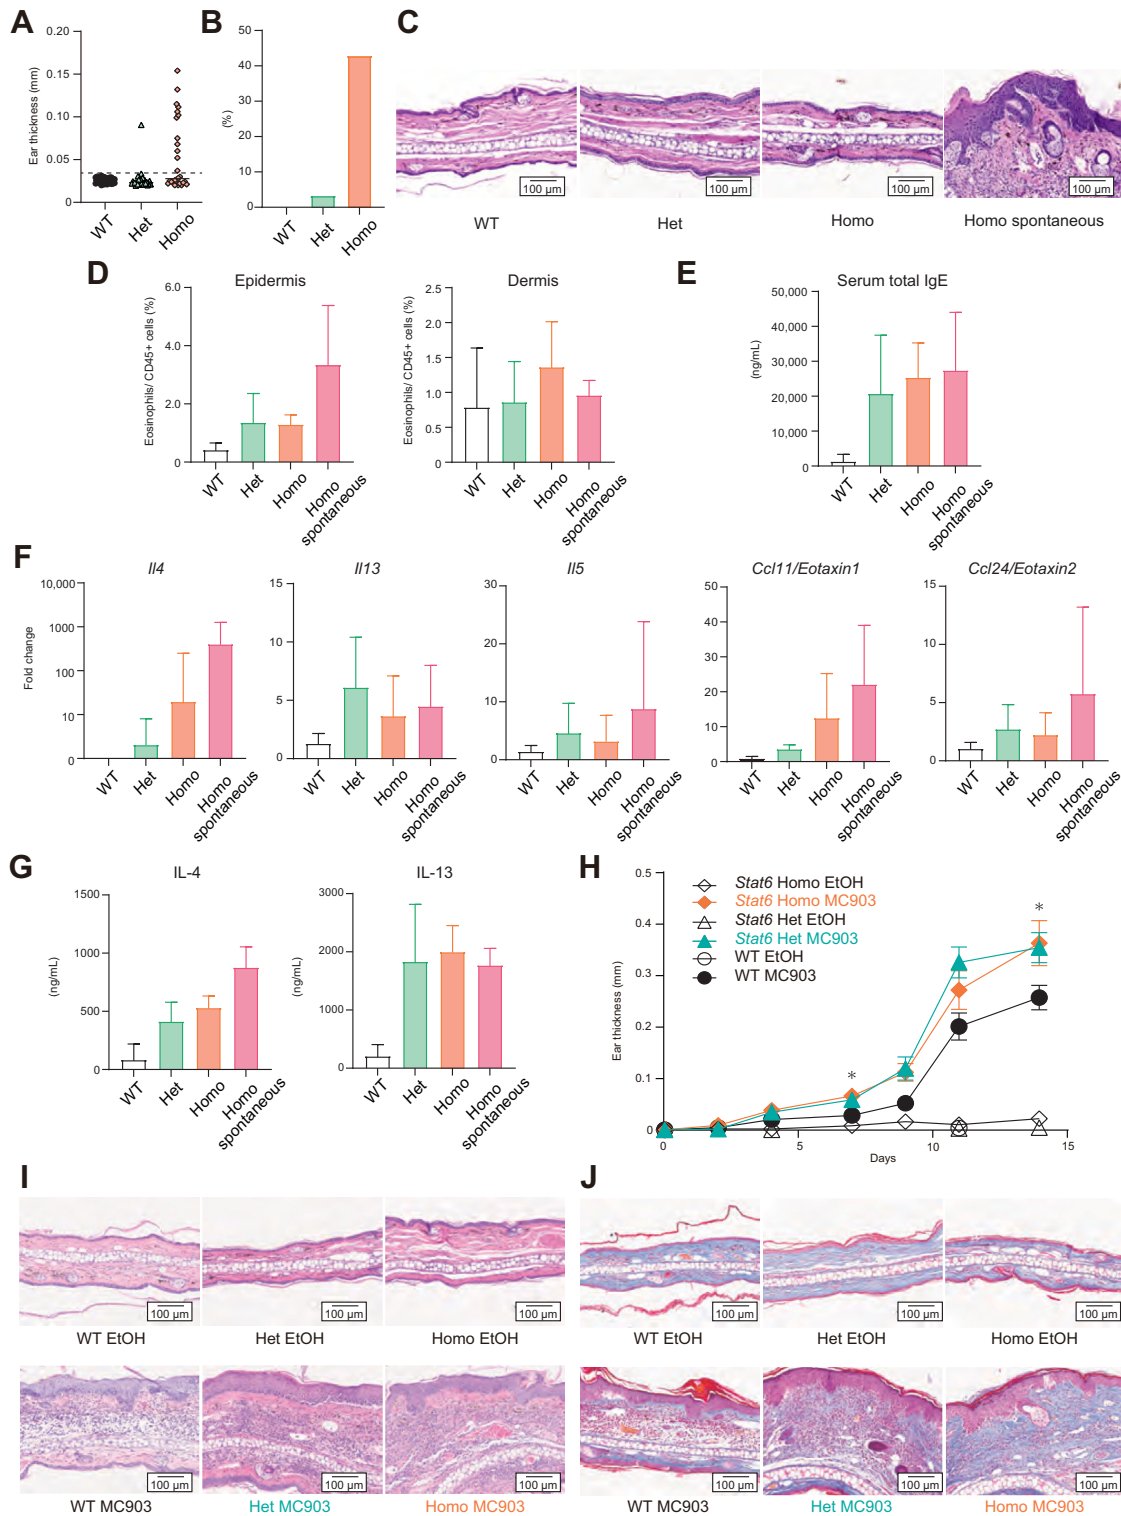 A
0.20
0.15
0.10
0.05
0
Ear thickness (mm)
WT
Het
Homo
B
50
40
30
20
10
0
(%)
WT
Het
Homo
C
100 µm
100 µm
100 µm
100 µm
WT
Het
Homo
Homo spontaneous
D
Epidermis
6.0
4.0
2.0
0
Eosinophils/ CD45+ cells (%)
WT
Het
Homo
Homo
spontaneous
Dermis
2.5
2.0
1.5
1.0
0.5
0
Eosinophils/ CD45+ cells (%)
WT
Het
Homo
Homo
spontaneous
E
Serum total IgE
50,000
40,000
30,000
20,000
10,000
0
(ng/mL)
WT
Het
Homo
Homo
spontaneous
F
Il4
10,000
1000
100
10
0
Fold change
WT
Het
Homo
Homo
spontaneous
Il13
15
10
5
0
WT
Het
Homo
Homo
spontaneous
Il5
30
20
10
0
WT
Het
Homo
Homo
spontaneous
Ccl11/Eotaxin1
50
40
30
20
10
0
WT
Het
Homo
Homo
spontaneous
Ccl24/Eotaxin2
15
10
5
0
WT
Het
Homo
Homo
spontaneous
G
IL-4
1500
1000
500
0
(ng/mL)
WT
Het
Homo
Homo
spontaneous
IL-13
3000
2000
1000
0
(ng/mL)
WT
Het
Homo
Homo
spontaneous
H
0.5
0.4
0.3
0.2
0.1
0
Ear thickness (mm)
Stat6 Homo EtOH
Stat6 Homo MC903
Stat6 Het EtOH
Stat6 Het MC903
WT EtOH
WT MC903
*
*
0
5
10
15
Days
I
100 µm
100 µm
100 µm
WT EtOH
Het EtOH
Homo EtOH
100 µm
100 µm
100 µm
WT MC903
Het MC903
Homo MC903
J
100 µm
100 µm
100 µm
WT EtOH
Het EtOH
Homo EtOH
100 µm
100 µm
100 µm
WT MC903
Het MC903
Homo MC903